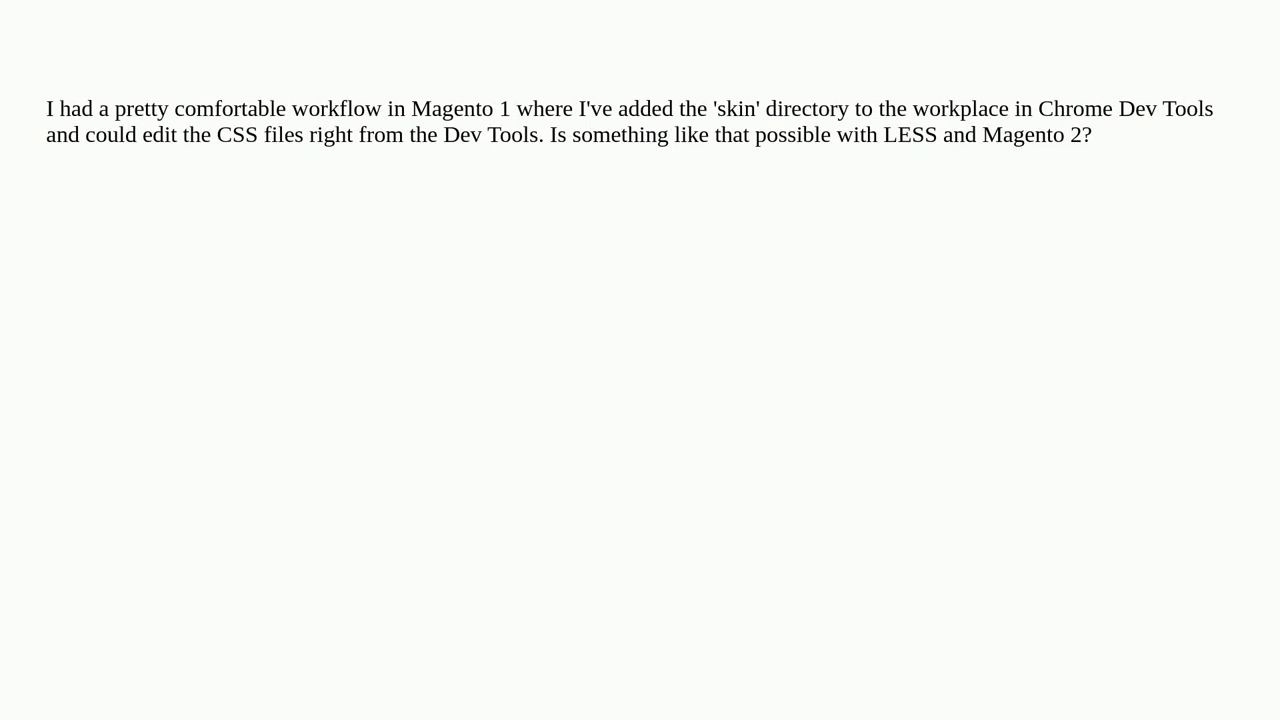 I had a pretty comfortable workflow in Magento 1 where I've added the 'skin' directory to the workplace in Chrome Dev Tools
and could edit the CSS files right from the Dev Tools. Is something like that possible with LESS and Magento 2?